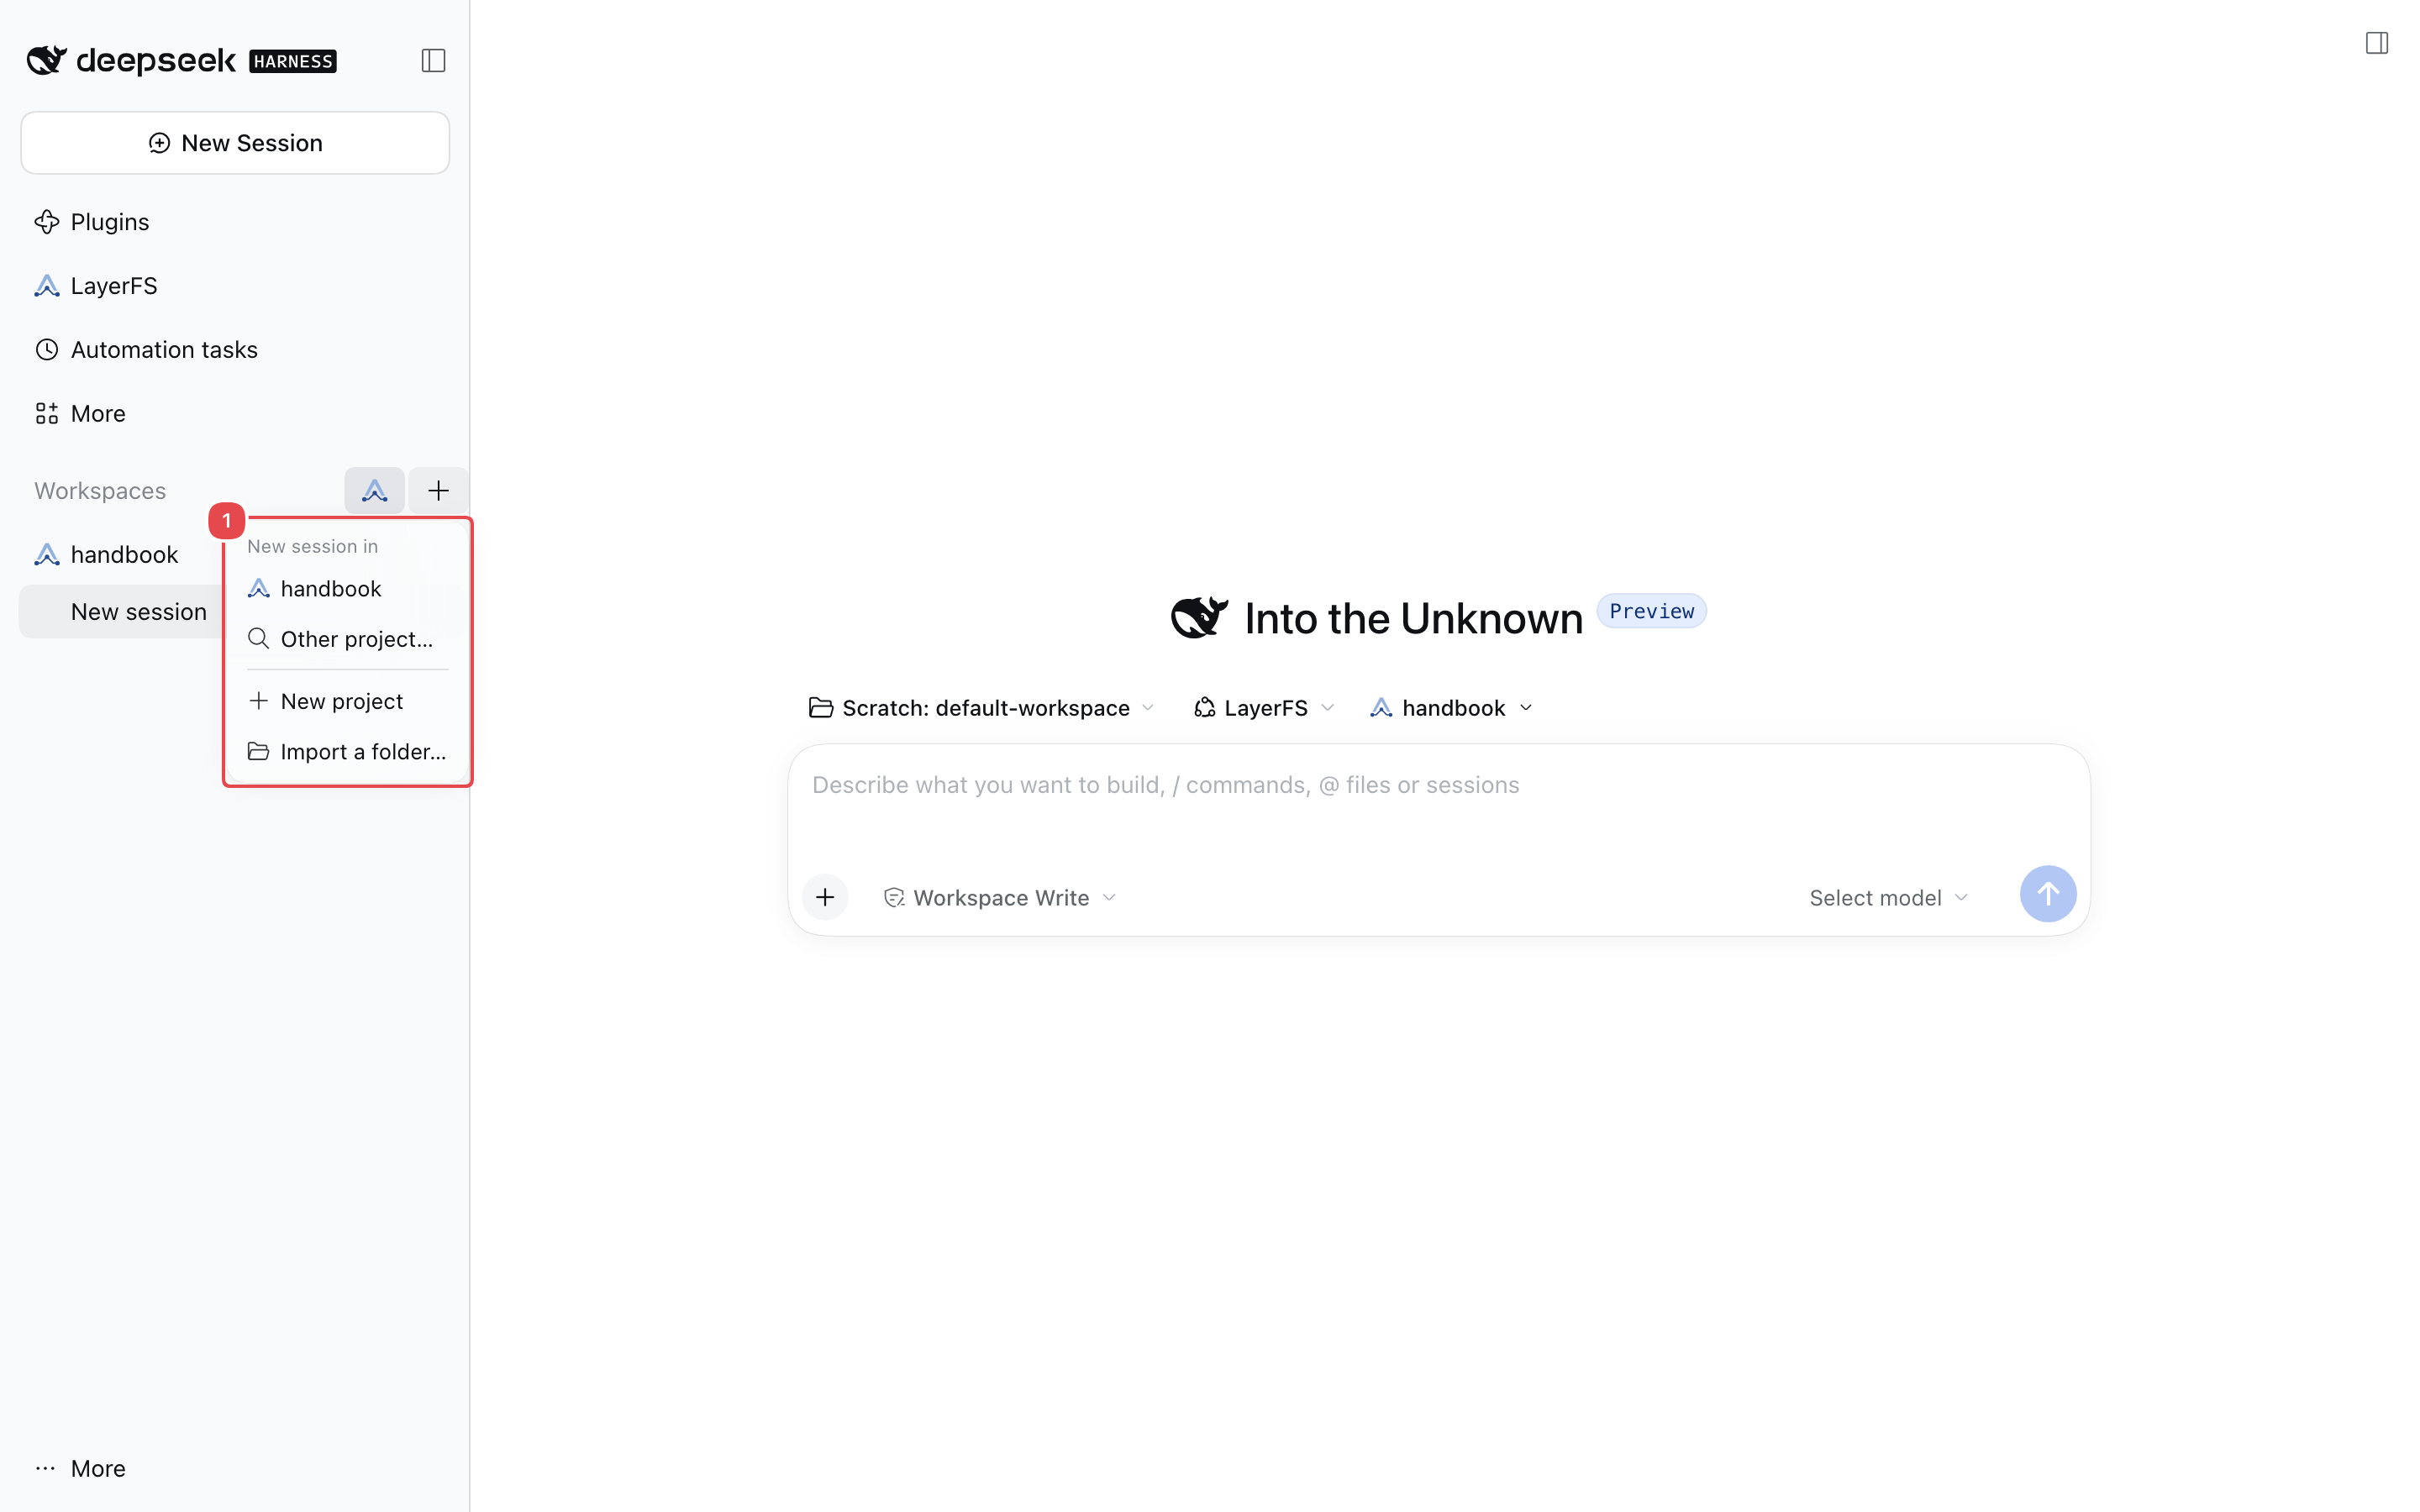 deepseek HARNESS
New Session
Plugins
LayerFS
Automation tasks
More
Workspaces
1
handbook
New session
New session in
handbook
Other project...
New project
Import a folder...
More
Into the Unknown Preview
Scratch: default-workspace LayerFS handbook
Describe what you want to build, / commands, @ files or sessions
Workspace Write Select model